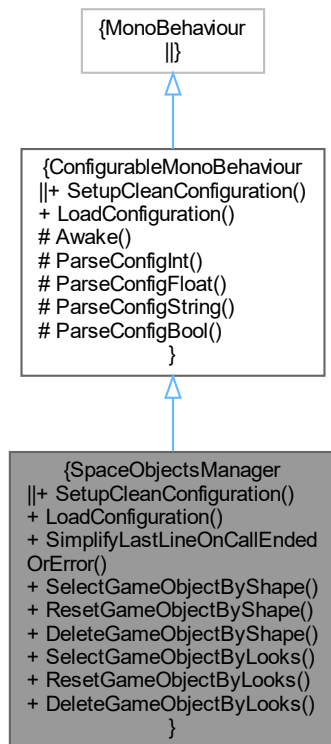 {MonoBehaviour
||}
{ConfigurableMonoBehaviour
||+ SetupCleanConfiguration()
+ LoadConfiguration()
# Awake()
# ParseConfigInt()
# ParseConfigFloat()
# ParseConfigString()
# ParseConfigBool()
}
{SpaceObjectsManager
||+ SetupCleanConfiguration()
+ LoadConfiguration()
+ SimplifyLastLineOnCallEnded
OrError()
+ SelectGameObjectByShape()
+ ResetGameObjectByShape()
+ DeleteGameObjectByShape()
+ SelectGameObjectByLooks()
+ ResetGameObjectByLooks()
+ DeleteGameObjectByLooks()
}